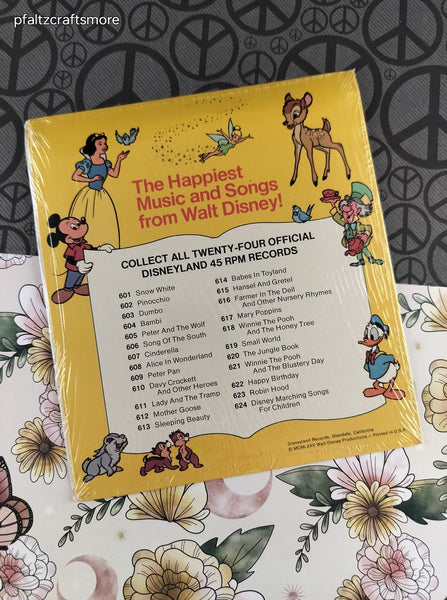 pfaltzcraftsmore
The Happiest
Music and Songs
from Walt Disney!
COLLECT ALL TWENTY-FOUR OFFICIAL
DISNEYLAND 45 RPM RECORDS
601 Snow White
602 Pinocchio
603 Dumbo
604 Bambi
605 Peter And The Wolf
606 Song Of The South
607 Cinderella
608 Alice In Wonderland
609 Peter Pan
610 Davy Crockett
And Other Heroes
611 Lady And The Tramp
612 Mother Goose
613 Sleeping Beauty
614 Babes In Toyland
615 Hansel And Gretel
616 Farmer In The Dell
And Other Nursery Rhymes
617 Mary Poppins
618 Winnie The Pooh
And The Honey Tree
619 Small World
620 The Jungle Book
621 Winnie The Pooh
And The Blustery Day
622 Happy Birthday
623 Robin Hood
624 Disney Marching Songs
For Children
Disneyland Records, Glendale, California
© MCMLXXV Walt Disney Productions — Printed in U.S.A.